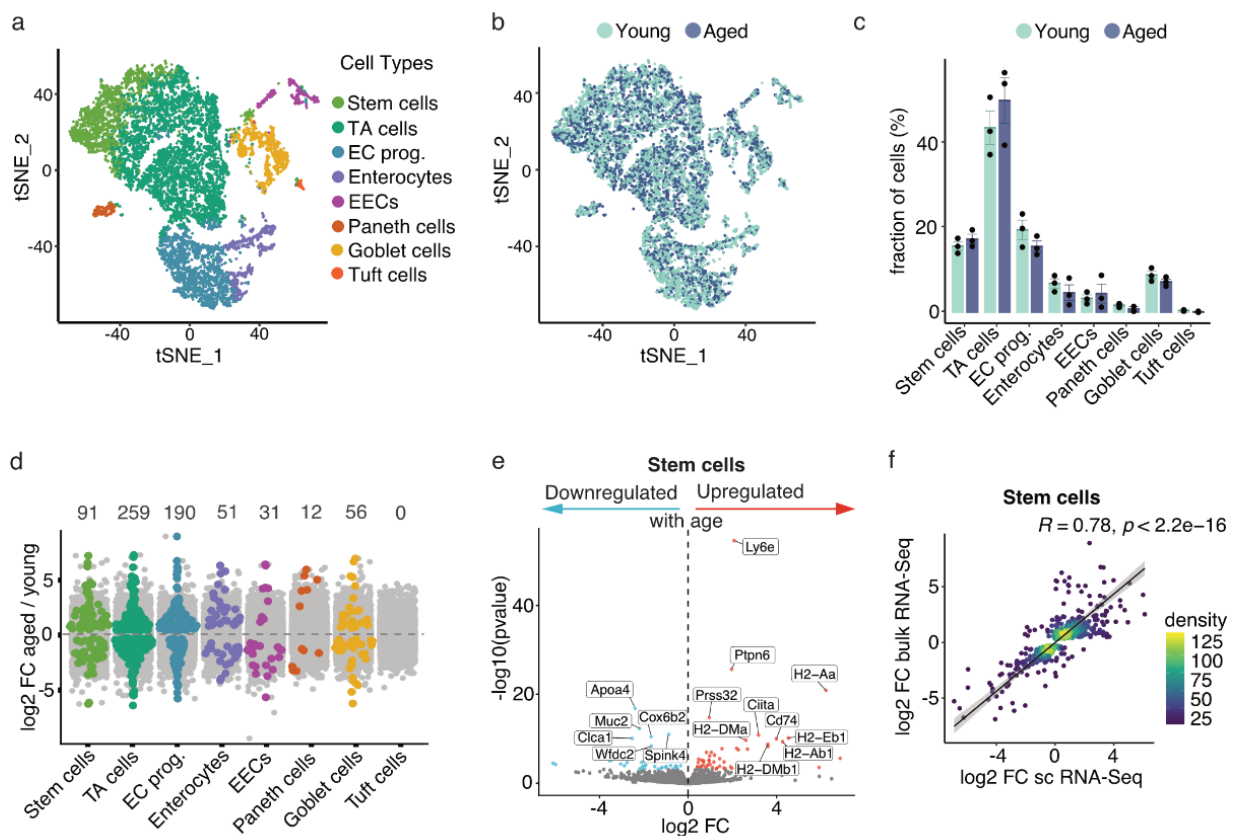 a
Cell Types
Stem cells
TA cells
EC prog.
Enterocytes
EECs
Paneth cells
Goblet cells
Tuft cells
tSNE_2
40
0
-40
-40
0
40
tSNE_1
b
Young
Aged
tSNE_2
40
0
-40
-40
0
40
tSNE_1
c
Young
Aged
fraction of cells (%)
40
20
0
Stem cells
TA cells
EC prog.
Enterocytes
EECs
Paneth cells
Goblet cells
Tuft cells
d
91 259 190 51 31 12 56 0
log2 FC aged / young
5
0
-5
Stem cells
TA cells
EC prog.
Enterocytes
EECs
Paneth cells
Goblet cells
Tuft cells
e
Stem cells
Downregulated
Upregulated
with age
-log10(pvalue)
40
20
0
Ly6e
Ptpn6
H2-Aa
Apoa4
Prss32
Ciita
Muc2
Cox6b2
Cd74
Clca1
H2-DMa
H2-Eb1
Wfdc2
Spink4
H2-Ab1
H2-DMb1
-4
0
4
log2 FC
f
Stem cells
R = 0.78, p < 2.2e-16
log2 FC bulk RNA-Seq
5
0
-5
-4
0
4
log2 FC sc RNA-Seq
density
125
100
75
50
25